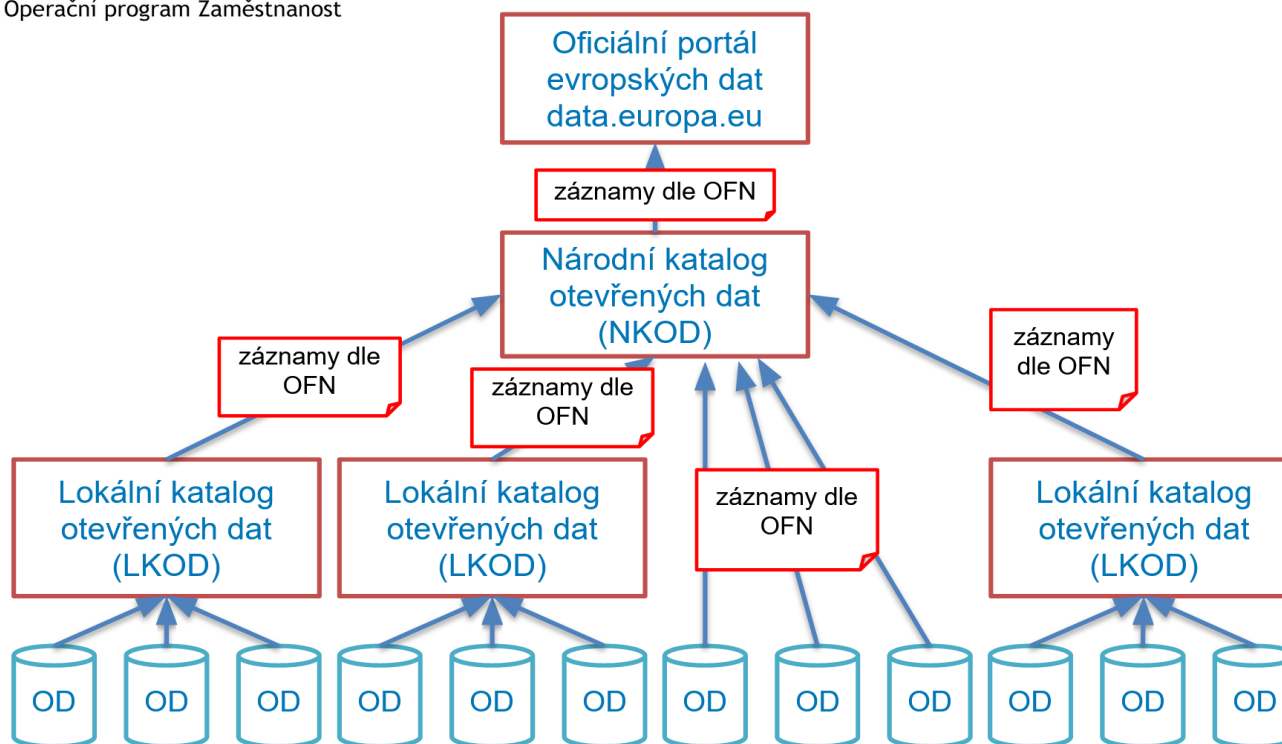 Operační program Zaměstnanost
Oficiální portál
evropských dat
data.europa.eu
záznamy dle OFN
Národní katalog
otevřených dat
(NKOD)
záznamy dle
OFN
záznamy dle
OFN
záznamy
dle OFN
záznamy dle
OFN
Lokální katalog
otevřených dat
(LKOD)
Lokální katalog
otevřených dat
(LKOD)
Lokální katalog
otevřených dat
(LKOD)
OD
OD
OD
OD
OD
OD
OD
OD
OD
OD
OD
OD